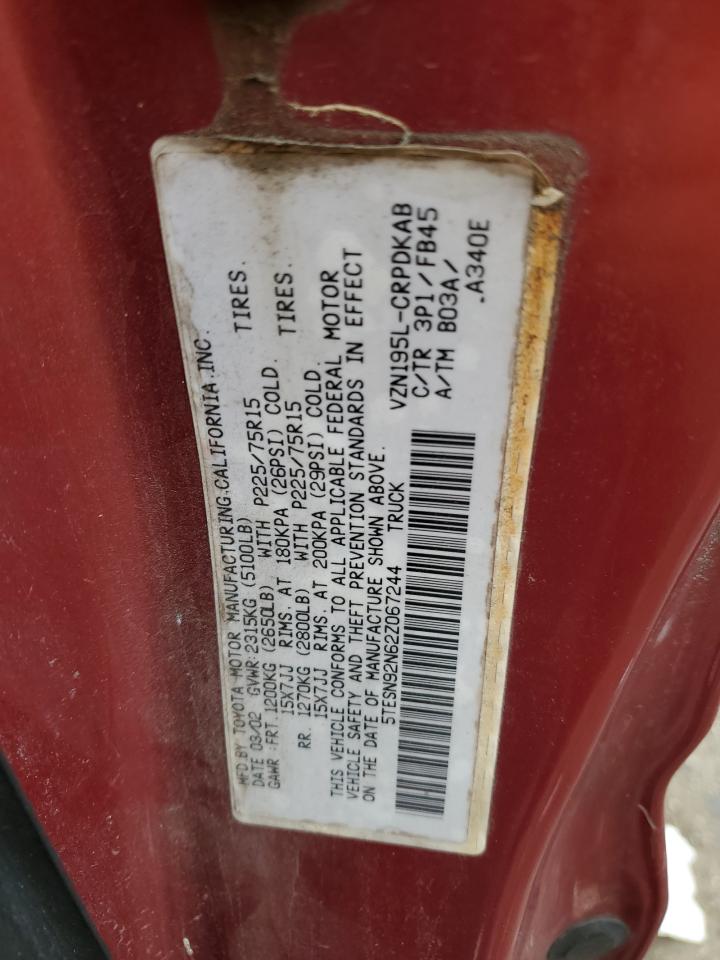 MFD.BY TOYOTA MOTOR MANUFACTURING,CALIFORNIA.INC.
DATE 03/02 GVWR:2315KG (5100LB)
GAWR :FRT.1200KG (2650LB) WITH P225/75R15 TIRES.
15X7JJ RIMS. AT 180KPA (26PSI) COLD.
RR. 1270KG (2800LB) WITH P225/75R15 TIRES.
15X7JJ RIMS. AT 200KPA (29PSI) COLD.
THIS VEHICLE CONFORMS TO ALL APPLICABLE FEDERAL MOTOR
VEHICLE SAFETY AND THEFT PREVENTION STANDARDS IN EFFECT
ON THE DATE OF MANUFACTURE SHOWN ABOVE.
5TESN92N62Z067244 TRUCK
VZN195L-CRPDKAB
C/TR 3P1/FB45
A/TM B03A/
.A340E